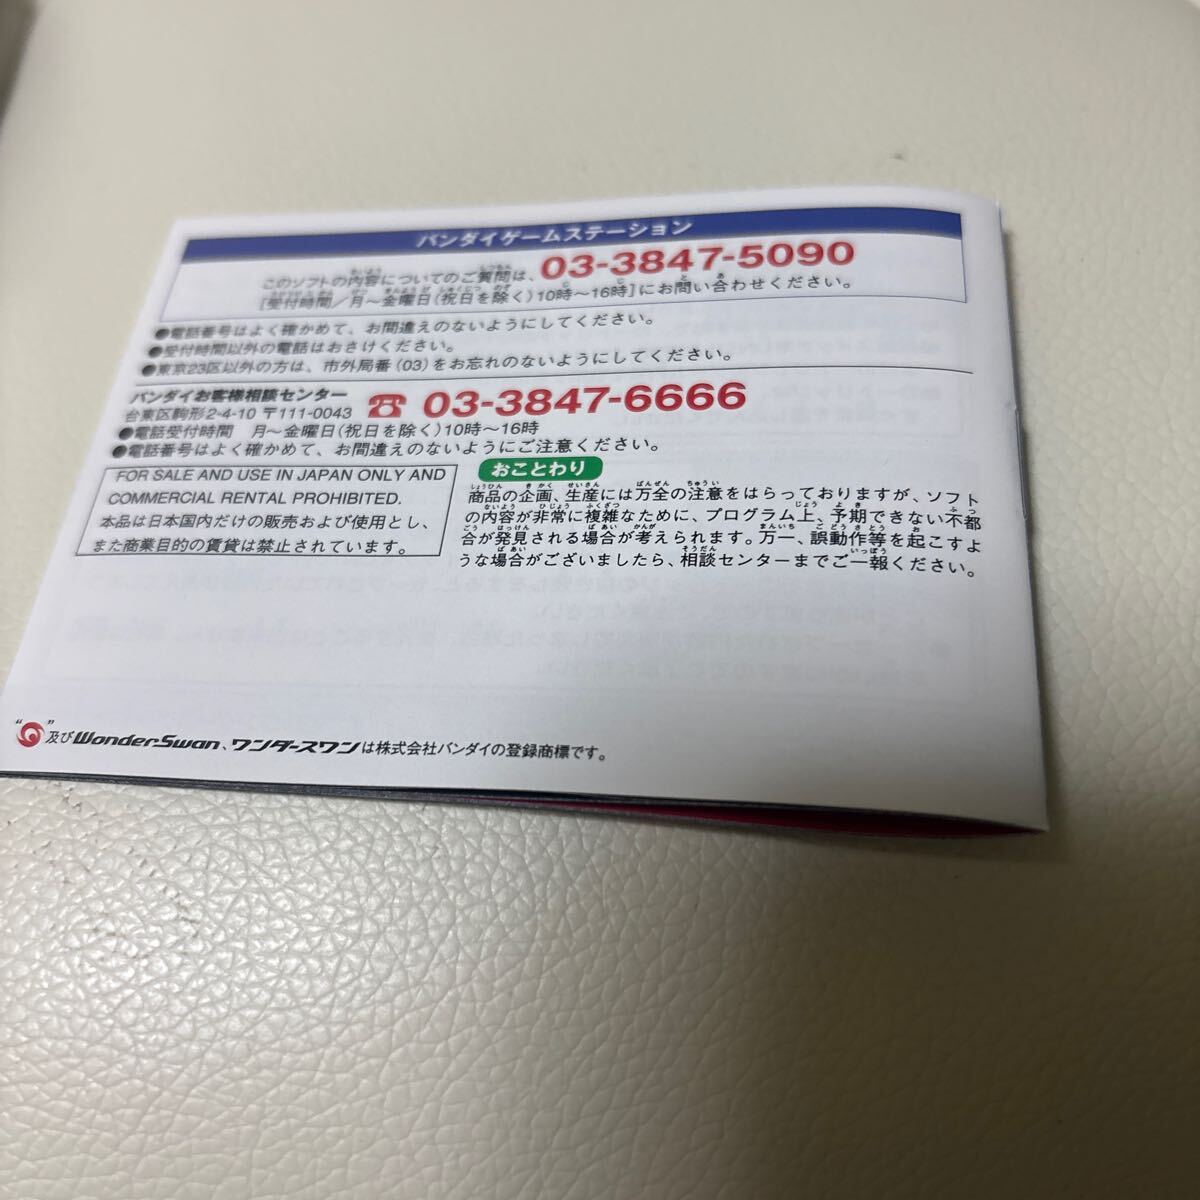 バンダイゲームステーション
このソフトの内容についてのご質問は、03-3847-5090
[受付時間/月〜金曜日(祝日を除く)10時〜16時]にお問い合わせください。
●電話番号はよく確かめて、お間違えのないようにしてください。
●受付時間以外の電話はおさけください。
●東京23区以外の方は、市外局番(03)をお忘れのないようにしてください。
バンダイお客様相談センター
台東区駒形2-4-10 〒111-0043 ☎ 03-3847-6666
●電話受付時間 月〜金曜日(祝日を除く)10時〜16時
●電話番号はよく確かめて、お間違えのないようにご注意ください。
FOR SALE AND USE IN JAPAN ONLY AND
COMMERCIAL RENTAL PROHIBITED.
本品は日本国内だけの販売および使用とし、
また商業目的の賃貸は禁止されています。
おことわり
商品の企画、生産には万全の注意をはらっておりますが、ソフト
の内容が非常に複雑なために、プログラム上、予期できない不都
合が発見される場合が考えられます。万一、誤動作等を起こすよ
うな場合がございましたら、相談センターまでご一報ください。
“ ”及びWonderSwan、ワンダースワンは株式会社バンダイの登録商標です。